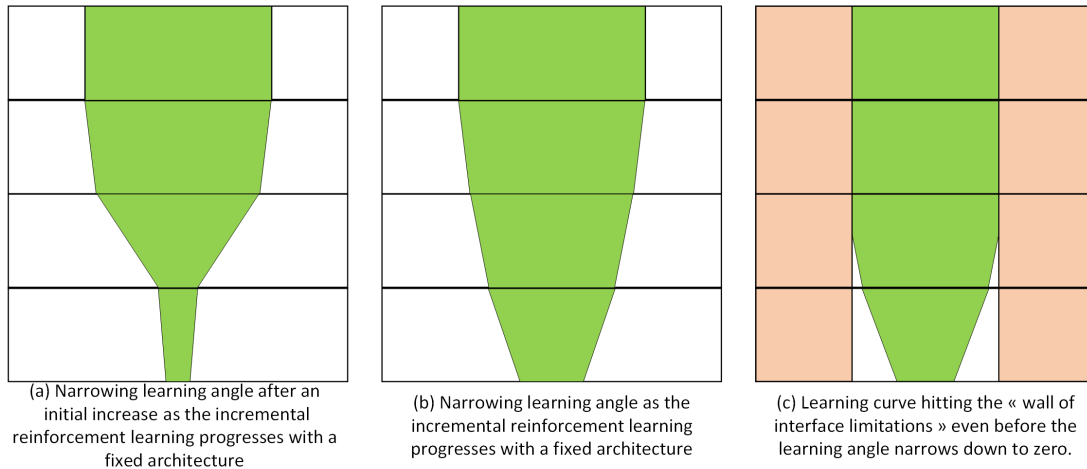 (a) Narrowing learning angle after an
initial increase as the incremental
reinforcement learning progresses with a
fixed architecture
(b) Narrowing learning angle as the
incremental reinforcement learning
progresses with a fixed architecture
(c) Learning curve hitting the « wall of
interface limitations » even before the
learning angle narrows down to zero.